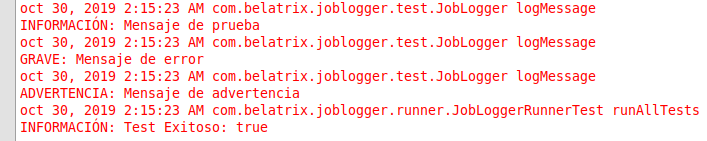 oct 30, 2019 2:15:23 AM com.belatrix.joblogger.test.JobLogger logMessage
INFORMACIÓN: Mensaje de prueba
oct 30, 2019 2:15:23 AM com.belatrix.joblogger.test.JobLogger logMessage
GRAVE: Mensaje de error
oct 30, 2019 2:15:23 AM com.belatrix.joblogger.test.JobLogger logMessage
ADVERTENCIA: Mensaje de advertencia
oct 30, 2019 2:15:23 AM com.belatrix.joblogger.runner.JobLoggerRunnerTest runAllTests
INFORMACIÓN: Test Exitoso: true